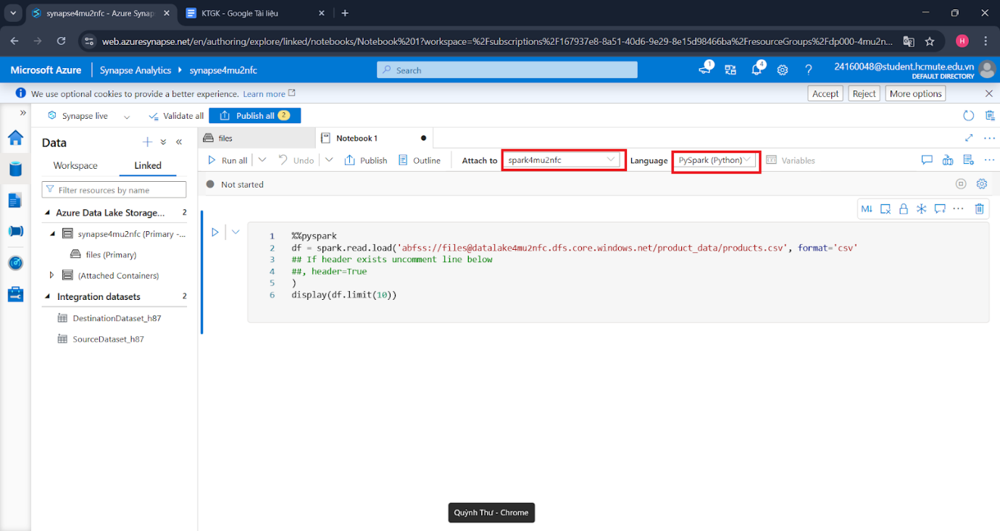 synapse4mu2nfc - Azure Synap
KTGK - Google Tài liệu
web.azuresynapse.net/en/authoring/explore/linked/notebooks/Notebook%201?workspace=%2Fsubscriptions%2F167937e8-8a51-40d6-9e29-8e15d98466ba%2FresourceGroups%2Fdp000-4mu2n...
H
Microsoft Azure
Synapse Analytics
synapse4mu2nfc
Search
1
4
24160048@student.hcmute.edu.vn
DEFAULT DIRECTORY
We use optional cookies to provide a better experience. Learn more
Accept
Reject
More options
Synapse live
Validate all
Publish all 2
Data
Workspace
Linked
Filter resources by name
Azure Data Lake Storage... 2
synapse4mu2nfc (Primary -...
files (Primary)
(Attached Containers)
Integration datasets 2
DestinationDataset_h87
SourceDataset_h87
files
Notebook 1
Run all
Undo
Publish
Outline
Attach to
spark4mu2nfc
Language
PySpark (Python)
Variables
Not started
M↓
1 %%pyspark
2 df = spark.read.load('abfss://files@datalake4mu2nfc.dfs.core.windows.net/product_data/products.csv', format='csv'
3 ## If header exists uncomment line below
4 ##, header=True
5 )
6 display(df.limit(10))
Quỳnh Thư - Chrome